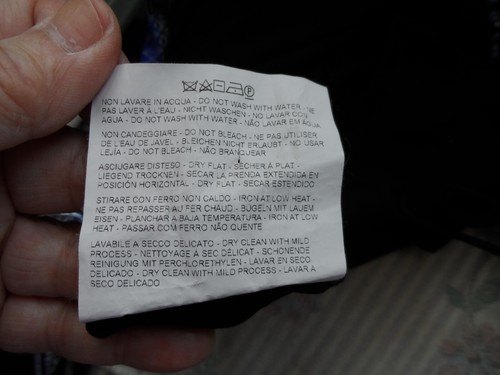 P
NON LAVARE IN ACQUA - DO NOT WASH WITH WATER - NE
PAS LAVER À L'EAU - NICHT WASCHEN - NO LAVAR CON
AGUA - DO NOT WASH WITH WATER - NÃO LAVAR EM ÁGUA
NON CANDEGGIARE - DO NOT BLEACH - NE PAS UTILISER
DE L'EAU DE JAVEL - BLEICHEN NICHT ERLAUBT - NO USAR
LEJÍA - DO NOT BLEACH - NÃO BRANQUEAR
ASCIUGARE DISTESO - DRY FLAT - SECHER À PLAT -
LIEGEND TROCKNEN - SECAR LA PRENDA EXTENDIDA EN
POSICIÓN HORIZONTAL - DRY FLAT - SECAR ESTENDIDO
STIRARE CON FERRO NON CALDO - IRON AT LOW HEAT -
NE PAS REPASSER AU FER CHAUD - BÜGELN MIT LAUEM
EISEN - PLANCHAR A BAJA TEMPERATURA - IRON AT LOW
HEAT - PASSAR COM FERRO NÃO QUENTE
LAVABILE A SECCO DELICATO - DRY CLEAN WITH MILD
PROCESS - NETTOYAGE A SEC DÉLICAT - SCHONENDE
REINIGUNG MIT PERCHLORETHYLEN - LAVAR EN SECO
DELICADO - DRY CLEAN WITH MILD PROCESS - LAVAR A
SECO DELICADO